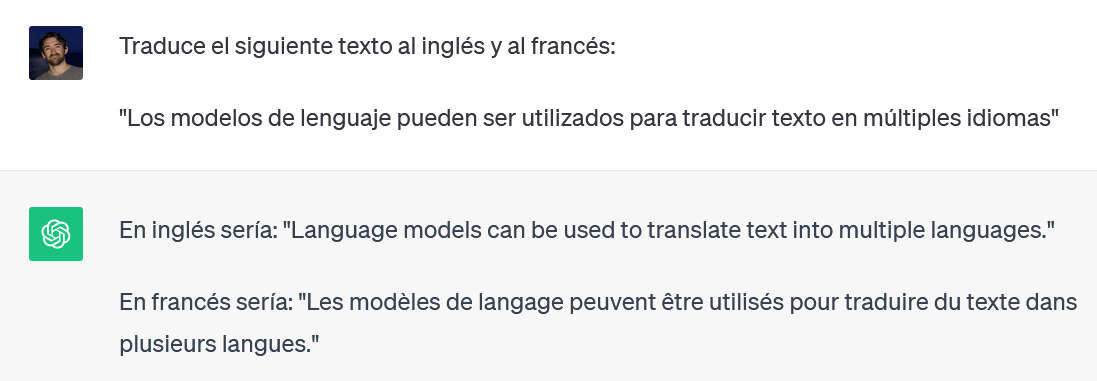 Traduce el siguiente texto al inglés y al francés:
"Los modelos de lenguaje pueden ser utilizados para traducir texto en múltiples idiomas"
En inglés sería: "Language models can be used to translate text into multiple languages."
En francés sería: "Les modèles de langage peuvent être utilisés pour traduire du texte dans
plusieurs langues."